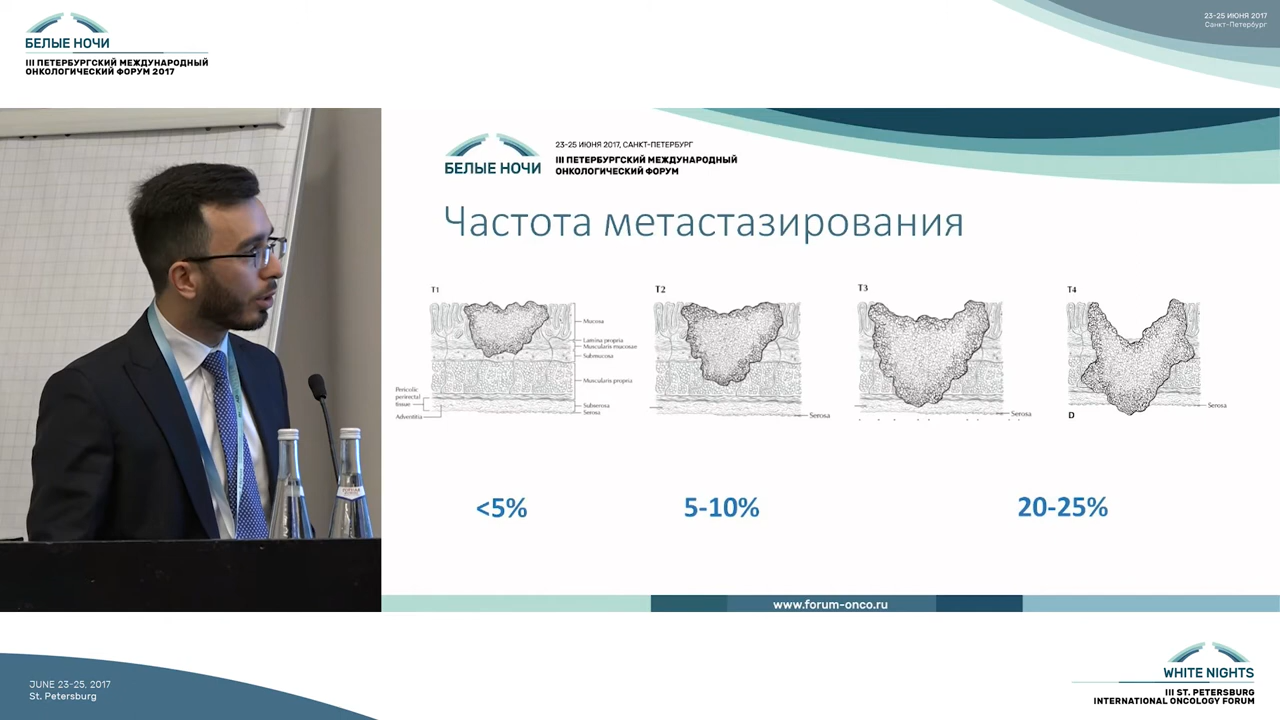 БЕЛЫЕ НОЧИ
III ПЕТЕРБУРГСКИЙ МЕЖДУНАРОДНЫЙ
ОНКОЛОГИЧЕСКИЙ ФОРУМ 2017
23-25 ИЮНЯ 2017
Санкт-Петербург
БЕЛЫЕ НОЧИ
23-25 ИЮНЯ 2017, САНКТ-ПЕТЕРБУРГ
III ПЕТЕРБУРГСКИЙ МЕЖДУНАРОДНЫЙ
ОНКОЛОГИЧЕСКИЙ ФОРУМ
Частота метастазирования
T1
Mucosa
Lamina propria
Muscularis mucosae
Submucosa
Muscularis propria
Subserosa
Serosa
Pericolic
perirectal
tissue
Adventitia
T2
Serosa
T3
Serosa
T4
Serosa
D
<5%
5-10%
20-25%
www.forum-onco.ru
JUNE 23-25, 2017
St. Petersburg
WHITE NIGHTS
III ST. PETERSBURG
INTERNATIONAL ONCOLOGY FORUM